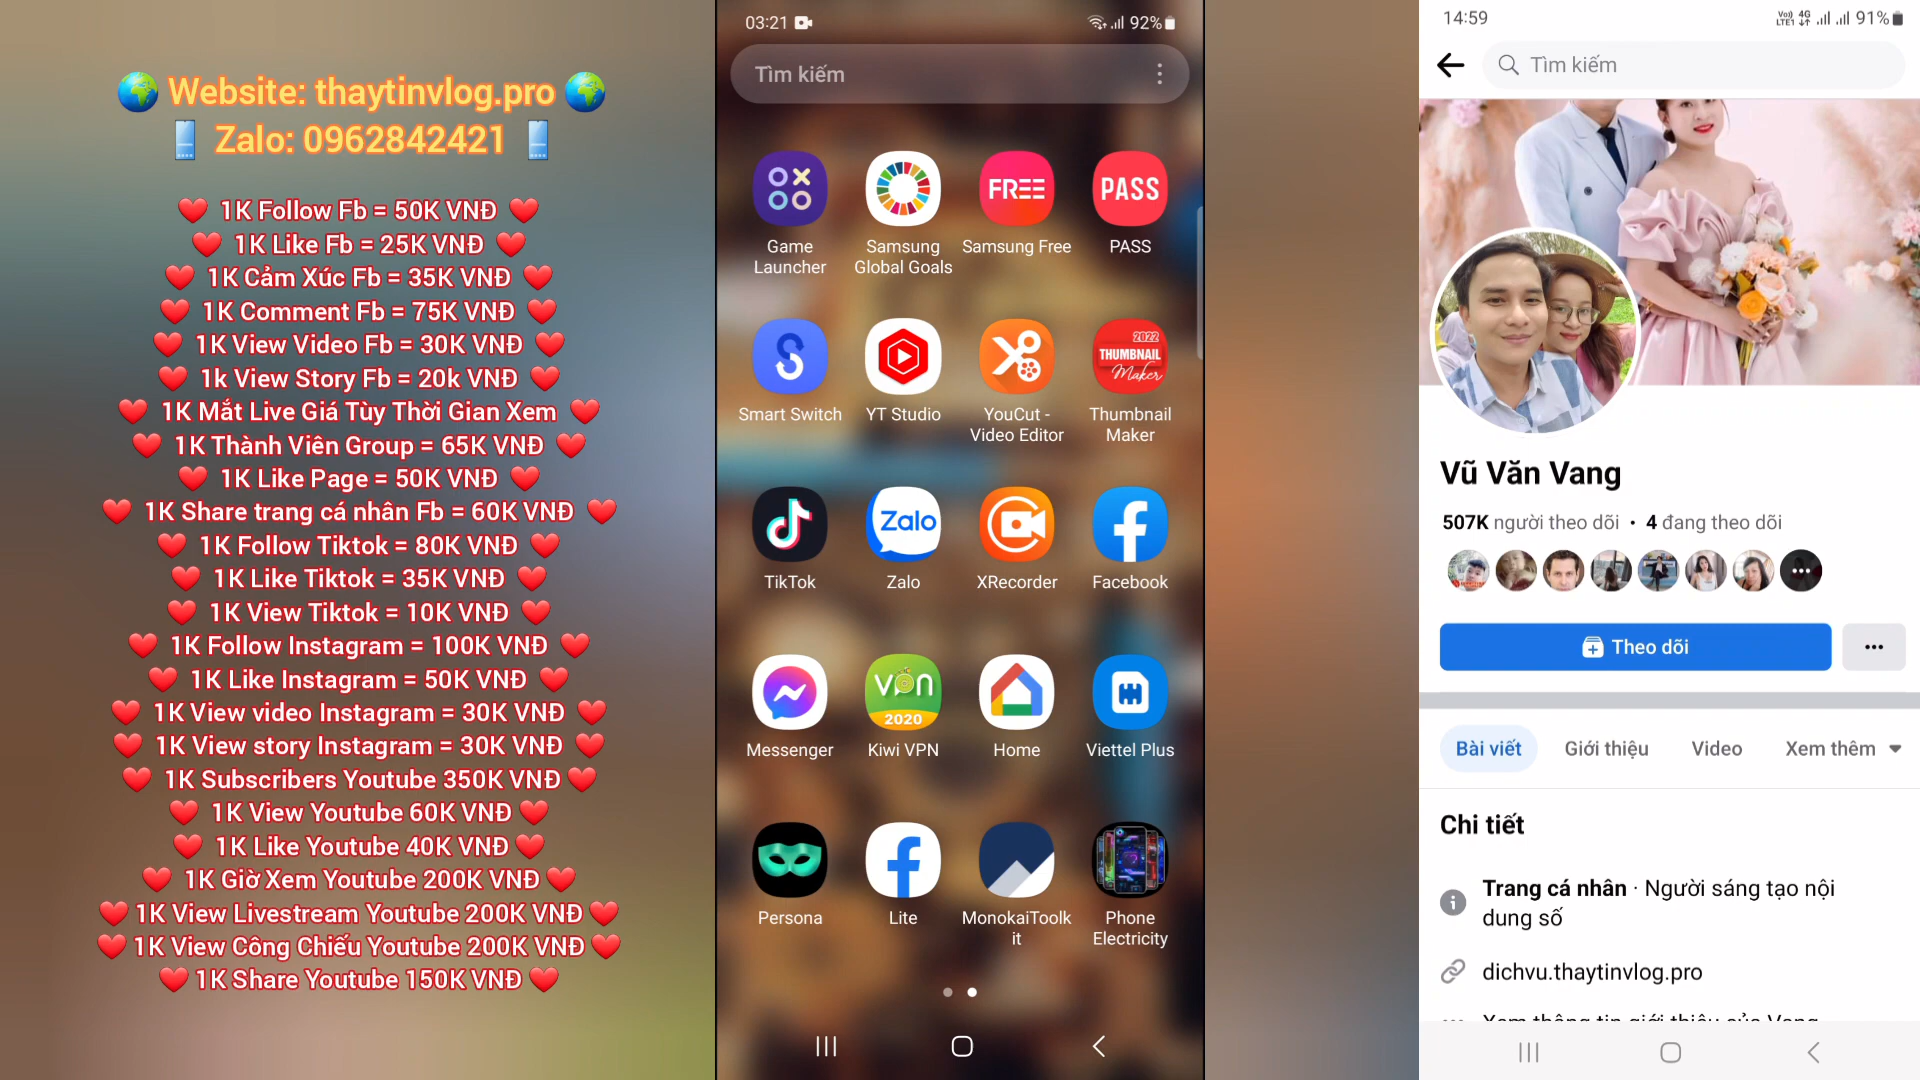 Website: thaytinvlog.pro
Zalo: 0962842421
1K Follow Fb = 50K VNĐ
1K Like Fb = 25K VNĐ
1K Cảm Xúc Fb = 35K VNĐ
1K Comment Fb = 75K VNĐ
1K View Video Fb = 30K VNĐ
1k View Story Fb = 20k VNĐ
1K Mắt Live Giá Tùy Thời Gian Xem
1K Thành Viên Group = 65K VNĐ
1K Like Page = 50K VNĐ
1K Share trang cá nhân Fb = 60K VNĐ
1K Follow Tiktok = 80K VNĐ
1K Like Tiktok = 35K VNĐ
1K View Tiktok = 10K VNĐ
1K Follow Instagram = 100K VNĐ
1K Like Instagram = 50K VNĐ
1K View video Instagram = 30K VNĐ
1K View story Instagram = 30K VNĐ
1K Subscribers Youtube 350K VNĐ
1K View Youtube 60K VNĐ
1K Like Youtube 40K VNĐ
1K Giờ Xem Youtube 200K VNĐ
1K View Livestream Youtube 200K VNĐ
1K View Công Chiếu Youtube 200K VNĐ
1K Share Youtube 150K VNĐ
03:21 92%
Tìm kiếm
FREE PASS
Game Launcher
Samsung Global Goals
Samsung Free
PASS
2022
THUMBNAIL
Maker
Smart Switch
YT Studio
YouCut - Video Editor
Thumbnail Maker
Zalo
TikTok
Zalo
XRecorder
Facebook
vpn
2020
Messenger
Kiwi VPN
Home
Viettel Plus
Persona
Lite
MonokaiToolkit
Phone Electricity
14:59 Vo) LTE1 4G 91%
Tìm kiếm
Vũ Văn Vang
507K người theo dõi • 4 đang theo dõi
Theo dõi
Bài viết Giới thiệu Video Xem thêm
Chi tiết
Trang cá nhân · Người sáng tạo nội
dung số
dichvu.thaytinvlog.pro
Xem thông tin giới thiệu của Vang